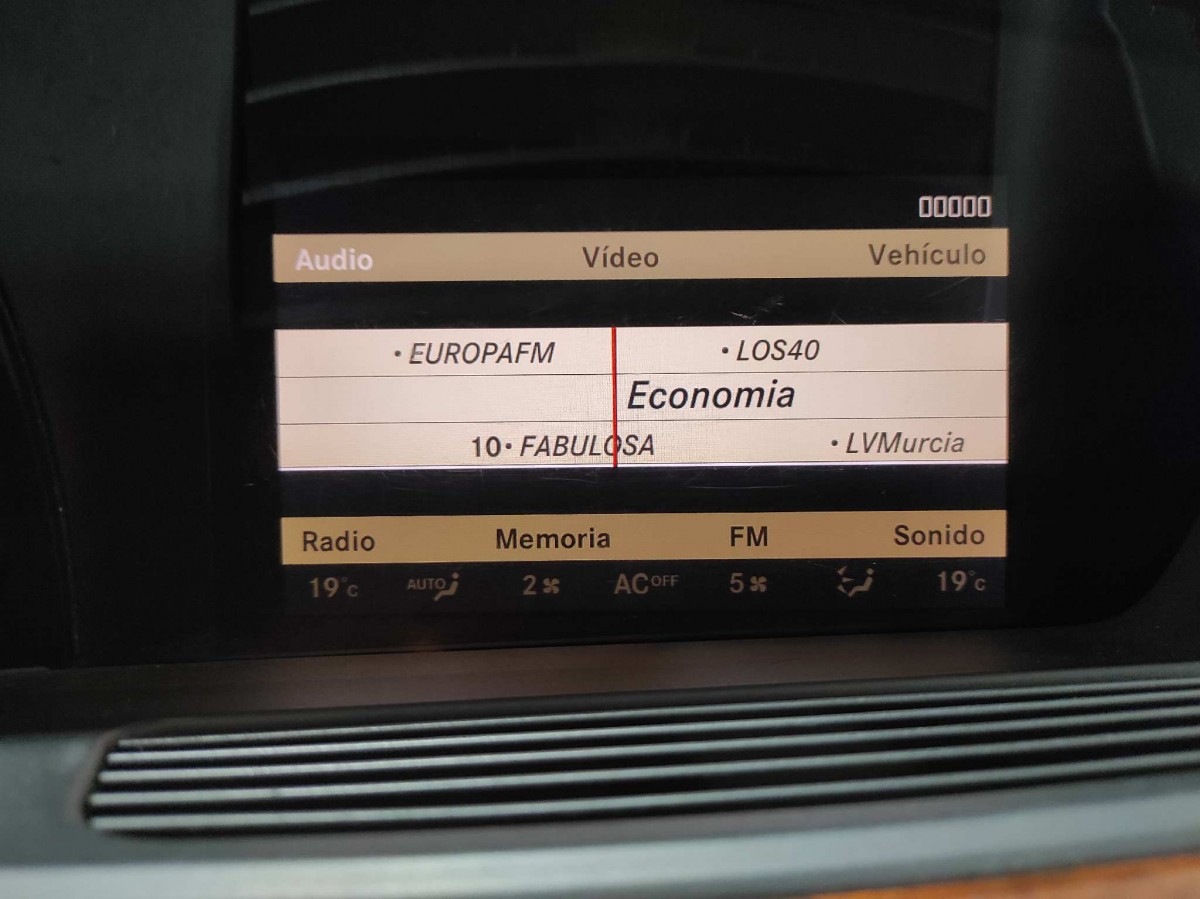 00000
Audio Vídeo Vehículo
• EUROPAFM • LOS40
Economia
10• FABULOSA • LVMurcia
Radio Memoria FM Sonido
19°c AUTO 2 AC OFF 5 19°c